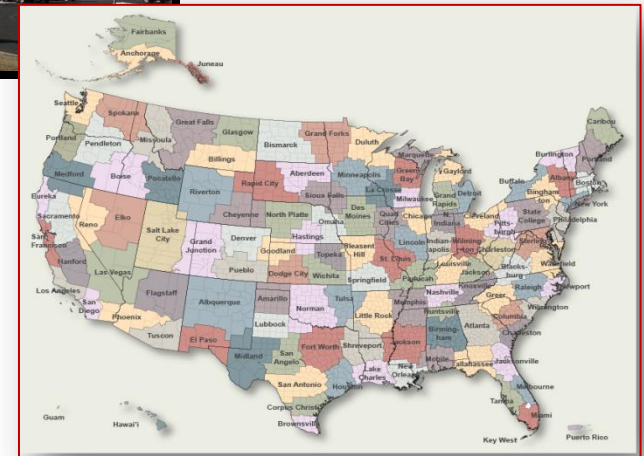 Fairbanks
Anchorage
Juneau
Seattle
Spokane
Great Falls
Glasgow
Portland
Pendleton
Missoula
Bismarck
Grand Forks
Duluth
Marquette
Caribou
Billings
Medford
Boise
Pocatello
Riverton
Rapid City
Aberdeen
Minneapolis
Green Bay
Gaylord
Burlington
Portland
Eureka
Sioux Falls
La Crosse
Milwaukee
Grand Rapids
Detroit
Buffalo
Albany
Boston
Binghamton
New York
Sacramento
Reno
Elko
Salt Lake City
Cheyenne
North Platte
Omaha
Des Moines
Quad Cities
Chicago
N. Indiana
Cleveland
Pittsburgh
State College
Philadelphia
San Francisco
Hanford
Grand Junction
Denver
Hastings
Goodland
Topeka
Pleasant Hill
Lincoln
Indianapolis
Wilmington
Charleston
Sterling
Wakefield
Las Vegas
Pueblo
Dodge City
Wichita
Springfield
St. Louis
Paducah
Louisville
Jackson
Blacksburg
Los Angeles
San Diego
Flagstaff
Albuquerque
Amarillo
Norman
Tulsa
Nashville
Knoxville
Raleigh
Newport
Phoenix
Tuscon
Lubbock
Little Rock
Memphis
Huntsville
Greer
Columbia
Wilmington
Charleston
El Paso
Midland
San Angelo
Fort Worth
Shreveport
Jackson
Birmingham
Atlanta
Mobile
Tallahassee
Jacksonville
San Antonio
Houston
Lake Charles
New Orleans
Melbourne
Tampa
Corpus Christi
Brownsville
Miami
Key West
Guam
Hawai'i
Puerto Rico